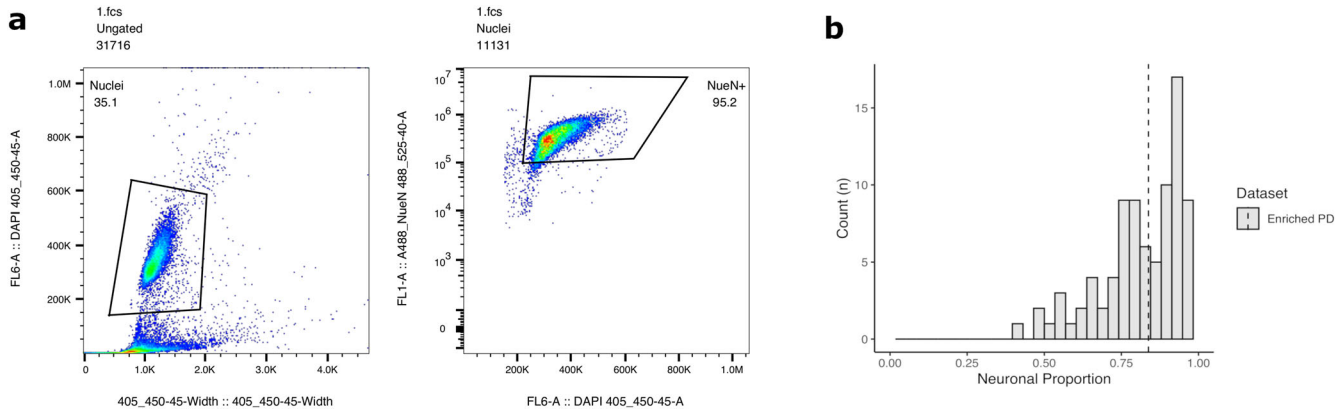 a
1.fcs
Ungated
31716
Nuclei
35.1
1.0M
800K
600K
400K
200K
0
0
1.0K
2.0K
3.0K
4.0K
FL6-A :: DAPI 405_450-45-A
405_450-45-Width :: 405_450-45-Width
1.fcs
Nuclei
11131
NueN+
95.2
10^7
10^6
10^5
10^4
10^3
0
200K
400K
600K
800K
1.0M
FL1-A :: A488_NueN 488_525-40-A
FL6-A :: DAPI 405_450-45-A
b
15
10
5
0
0.00
0.25
0.50
0.75
1.00
Count (n)
Neuronal Proportion
Dataset
Enriched PD